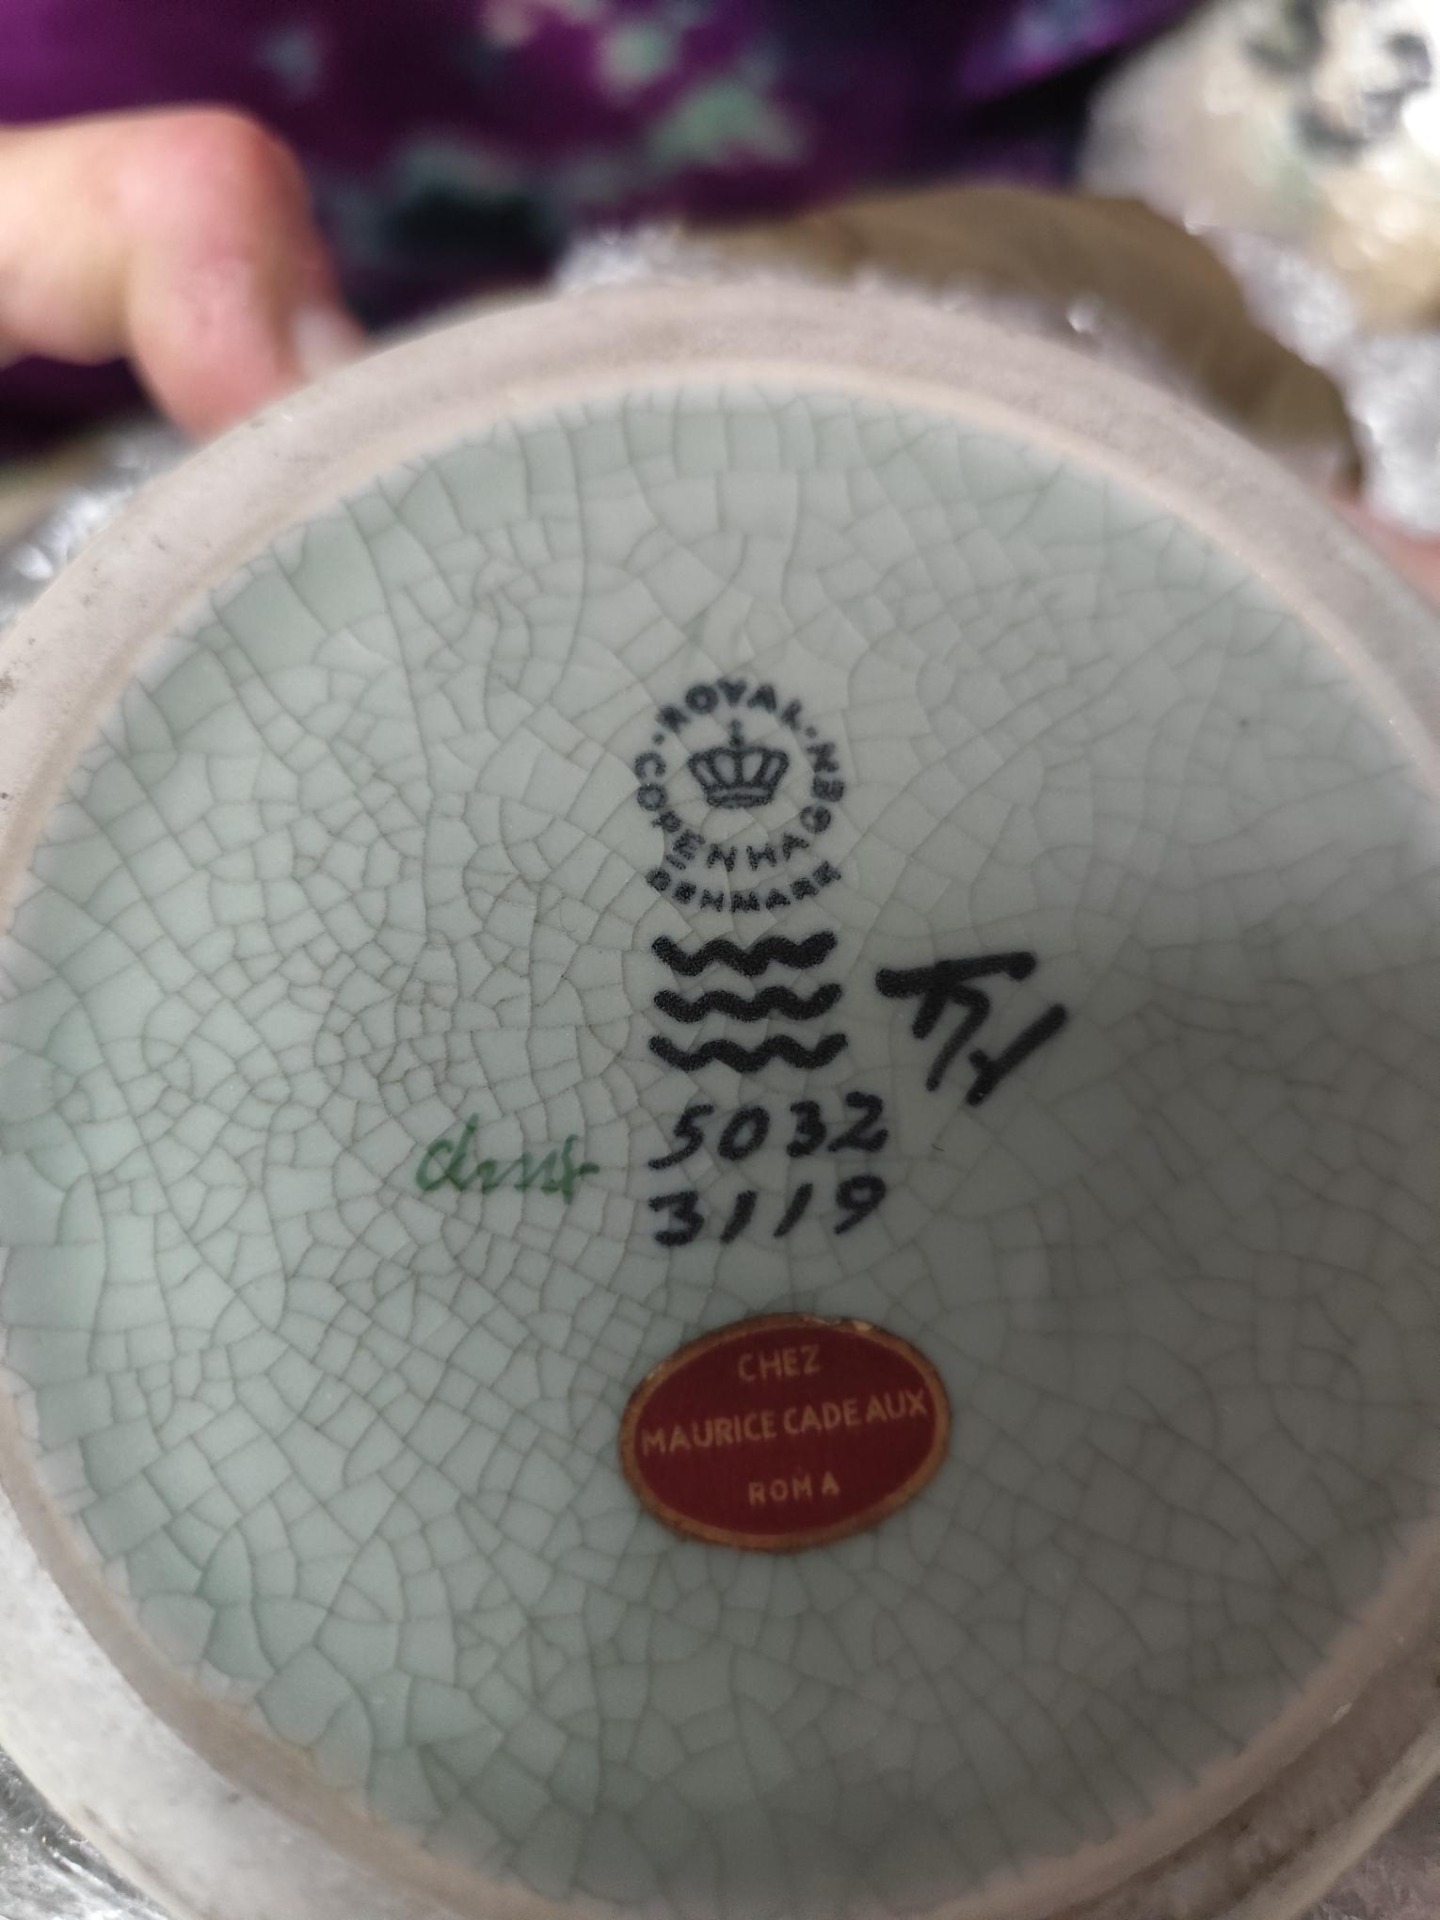 ROYAL
COPENHAGEN
DENMARK
5032
3119
CHEZ
MAURICE CADEAUX
ROMA